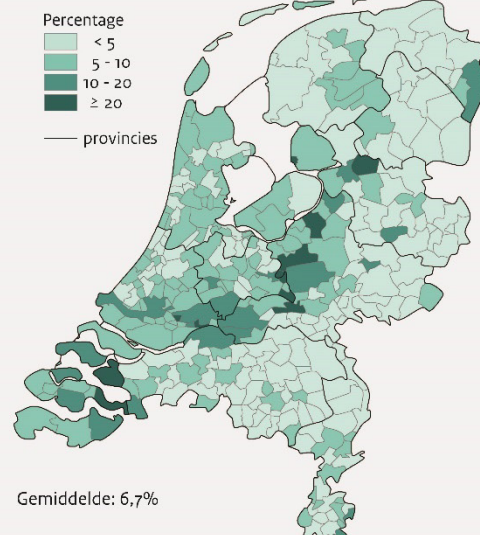 Percentage
< 5
5 - 10
10 - 20
≥ 20
provincies
Gemiddelde: 6,7%